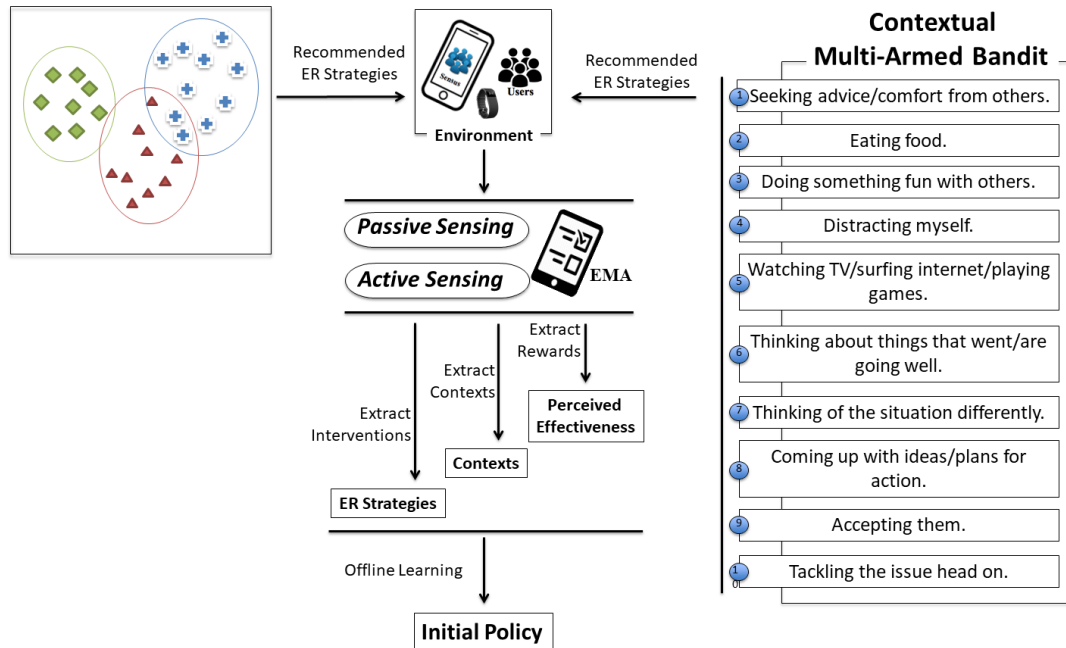 Recommended
ER Strategies
Sensus
Users
Environment
Recommended
ER Strategies
Passive Sensing
Active Sensing
EMA
Extract
Rewards
Extract
Contexts
Extract
Interventions
Perceived
Effectiveness
Contexts
ER Strategies
Offline Learning
Initial Policy
Contextual
Multi-Armed Bandit
1 Seeking advice/comfort from others.
2 Eating food.
3 Doing something fun with others.
4 Distracting myself.
5 Watching TV/surfing internet/playing
games.
6 Thinking about things that went/are
going well.
7 Thinking of the situation differently.
8 Coming up with ideas/plans for
action.
9 Accepting them.
10 Tackling the issue head on.